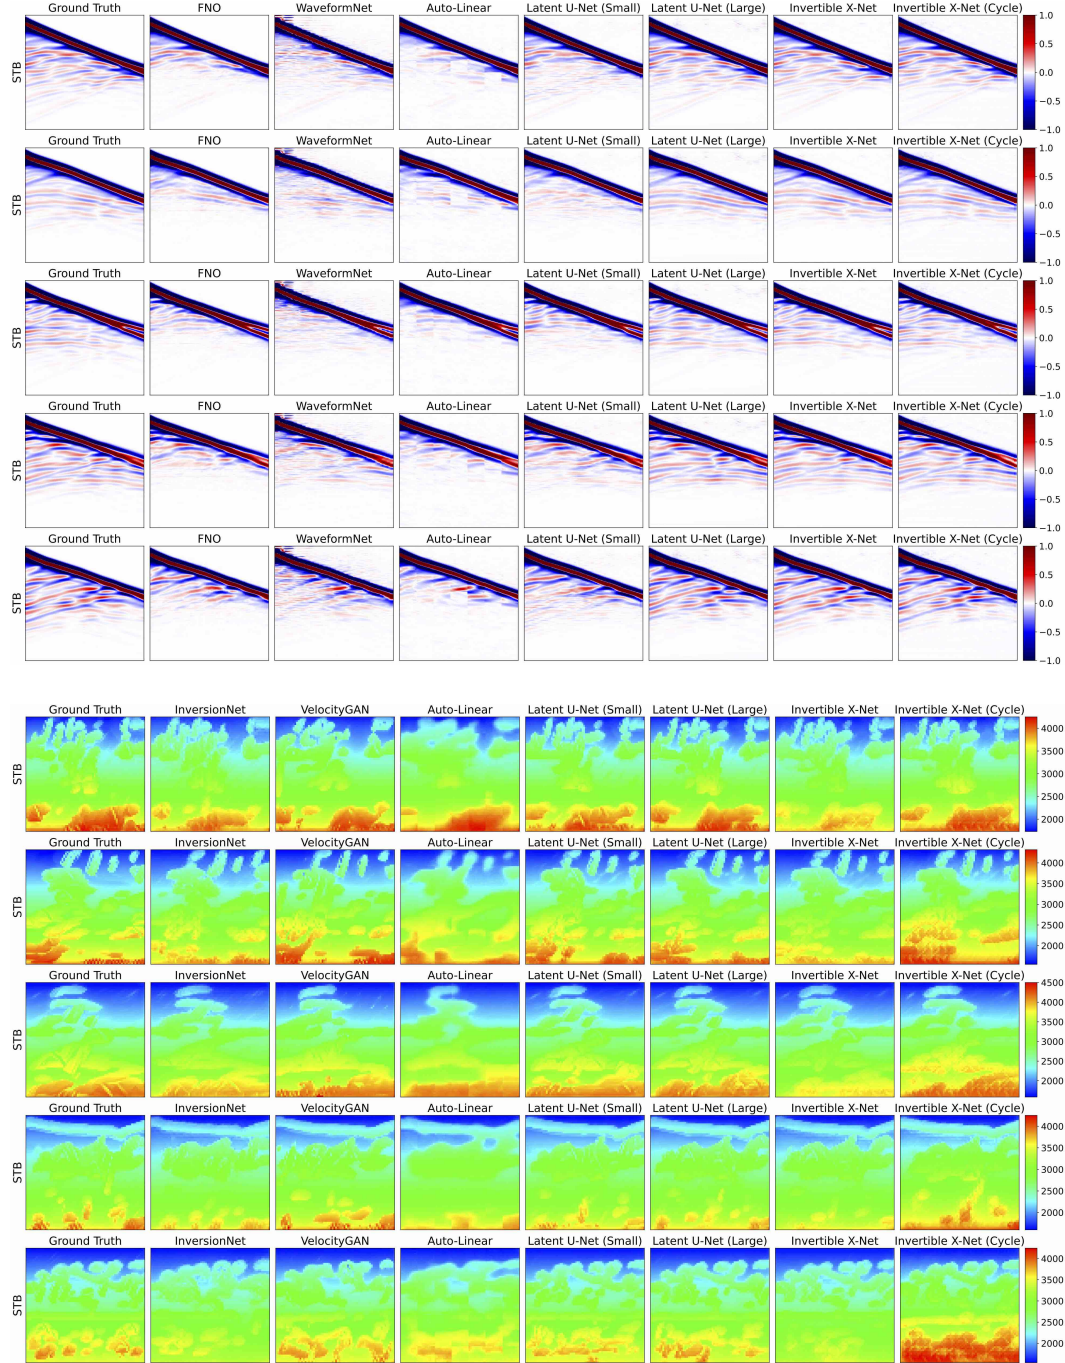 Ground Truth FNO WaveformNet Auto-Linear Latent U-Net (Small) Latent U-Net (Large) Invertible X-Net Invertible X-Net (Cycle)
STB
1.0
0.5
0.0
−0.5
−1.0
Ground Truth FNO WaveformNet Auto-Linear Latent U-Net (Small) Latent U-Net (Large) Invertible X-Net Invertible X-Net (Cycle)
STB
1.0
0.5
0.0
−0.5
−1.0
Ground Truth FNO WaveformNet Auto-Linear Latent U-Net (Small) Latent U-Net (Large) Invertible X-Net Invertible X-Net (Cycle)
STB
1.0
0.5
0.0
−0.5
−1.0
Ground Truth FNO WaveformNet Auto-Linear Latent U-Net (Small) Latent U-Net (Large) Invertible X-Net Invertible X-Net (Cycle)
STB
1.0
0.5
0.0
−0.5
−1.0
Ground Truth FNO WaveformNet Auto-Linear Latent U-Net (Small) Latent U-Net (Large) Invertible X-Net Invertible X-Net (Cycle)
STB
1.0
0.5
0.0
−0.5
−1.0
Ground Truth InversionNet VelocityGAN Auto-Linear Latent U-Net (Small) Latent U-Net (Large) Invertible X-Net Invertible X-Net (Cycle)
STB
4000
3500
3000
2500
2000
Ground Truth InversionNet VelocityGAN Auto-Linear Latent U-Net (Small) Latent U-Net (Large) Invertible X-Net Invertible X-Net (Cycle)
STB
4000
3500
3000
2500
2000
Ground Truth InversionNet VelocityGAN Auto-Linear Latent U-Net (Small) Latent U-Net (Large) Invertible X-Net Invertible X-Net (Cycle)
STB
4500
4000
3500
3000
2500
2000
Ground Truth InversionNet VelocityGAN Auto-Linear Latent U-Net (Small) Latent U-Net (Large) Invertible X-Net Invertible X-Net (Cycle)
STB
4000
3500
3000
2500
2000
Ground Truth InversionNet VelocityGAN Auto-Linear Latent U-Net (Small) Latent U-Net (Large) Invertible X-Net Invertible X-Net (Cycle)
STB
4000
3500
3000
2500
2000